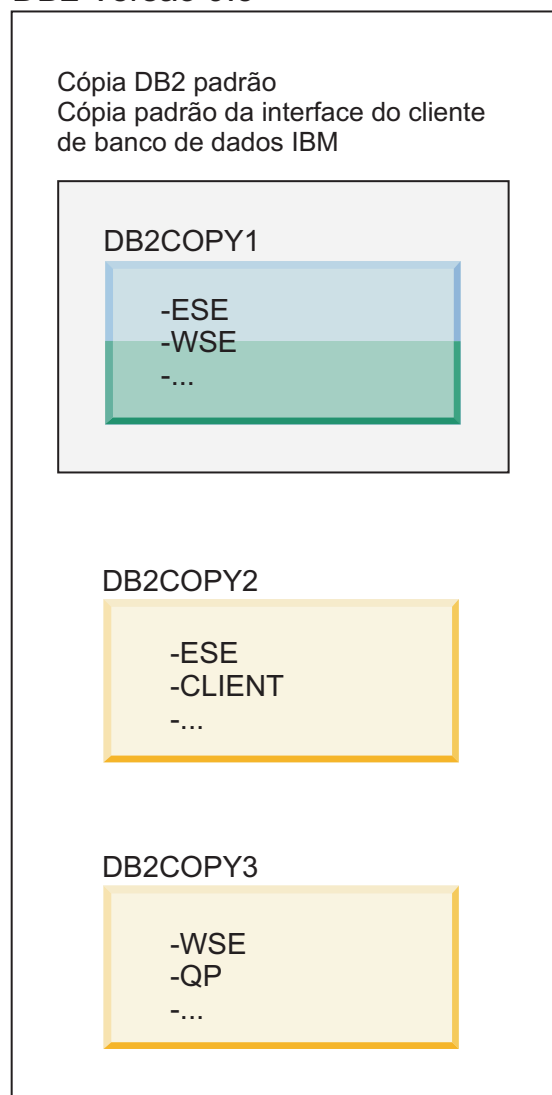 Cópia DB2 padrão
Cópia padrão da interface do cliente
de banco de dados IBM
DB2COPY1
-ESE
-WSE
-...
DB2COPY2
-ESE
-CLIENT
-...
DB2COPY3
-WSE
-QP
-...